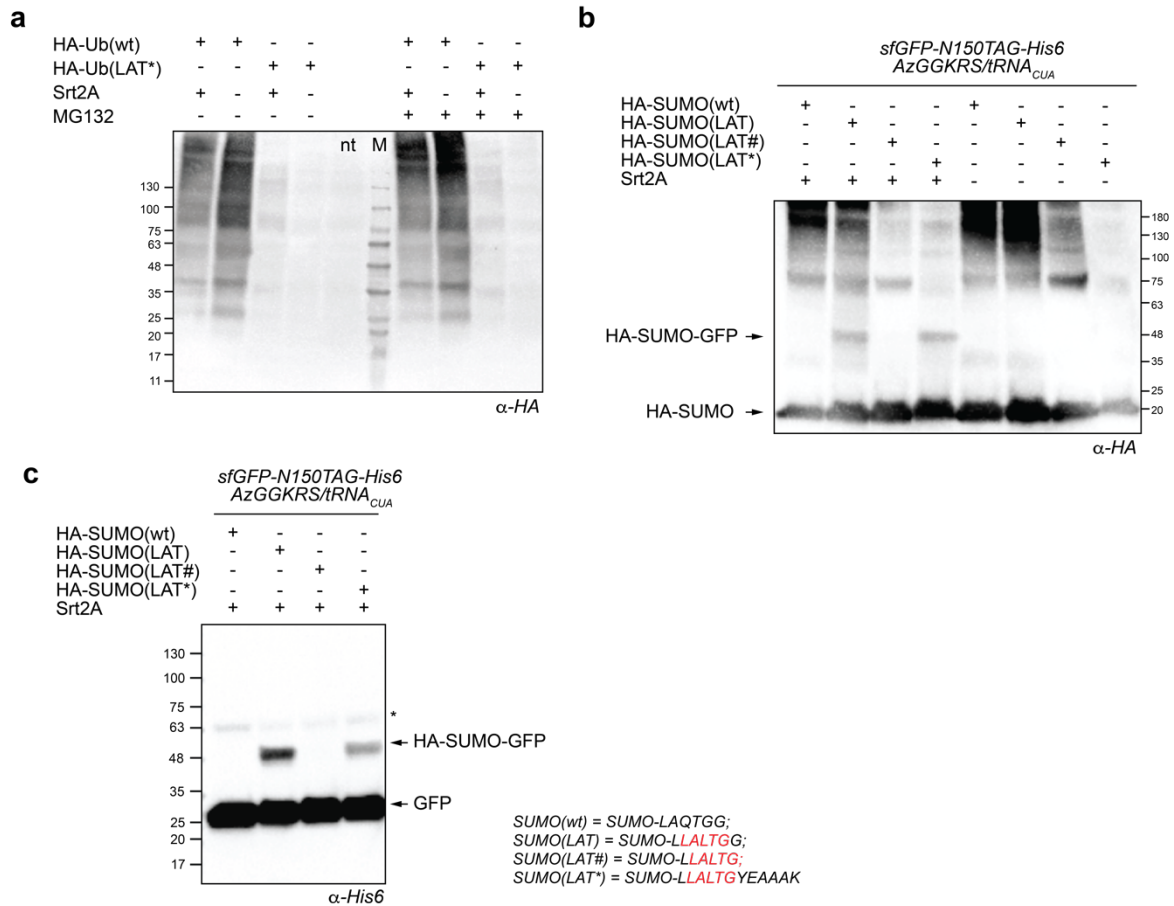 a
HA-Ub(wt) + + - - + + - -
HA-Ub(LAT*) - - + + - - + +
Srt2A + - + - + - + -
MG132 - - - - + + + +
nt M
130
100
75
63
48
35
25
20
17
11
α-HA
b
sfGFP-N150TAG-His6
AzGGKRS/tRNA CUA
HA-SUMO(wt) + - - - + - - -
HA-SUMO(LAT) - + - - - + - -
HA-SUMO(LAT#) - - + - - - + -
HA-SUMO(LAT*) - - - + - - - +
Srt2A + + + + - - - -
180
130
100
75
63
HA-SUMO-GFP 48
35
25
HA-SUMO 20
α-HA
c
sfGFP-N150TAG-His6
AzGGKRS/tRNA CUA
HA-SUMO(wt) + - - -
HA-SUMO(LAT) - + - -
HA-SUMO(LAT#) - - + -
HA-SUMO(LAT*) - - - +
Srt2A + + + +
130
100
75
63 *
HA-SUMO-GFP
48
35
GFP
25
20
17
α-His6
SUMO(wt) = SUMO-LAQTGG;
SUMO(LAT) = SUMO-LLALTGG;
SUMO(LAT#) = SUMO-LLALTG;
SUMO(LAT*) = SUMO-LLALTGYEAAAK